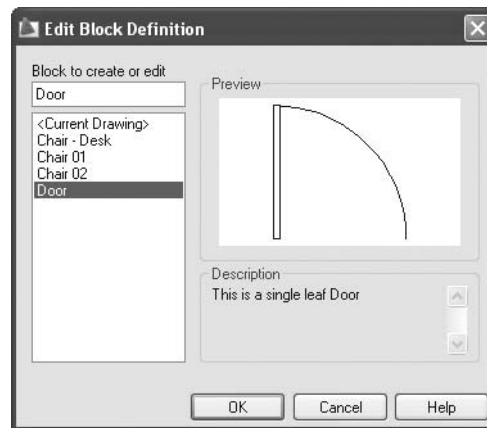 Edit Block Definition
Block to create or edit
Door
<Current Drawing>
Chair - Desk
Chair 01
Chair 02
Door
Preview
Description
This is a single leaf Door
OK
Cancel
Help